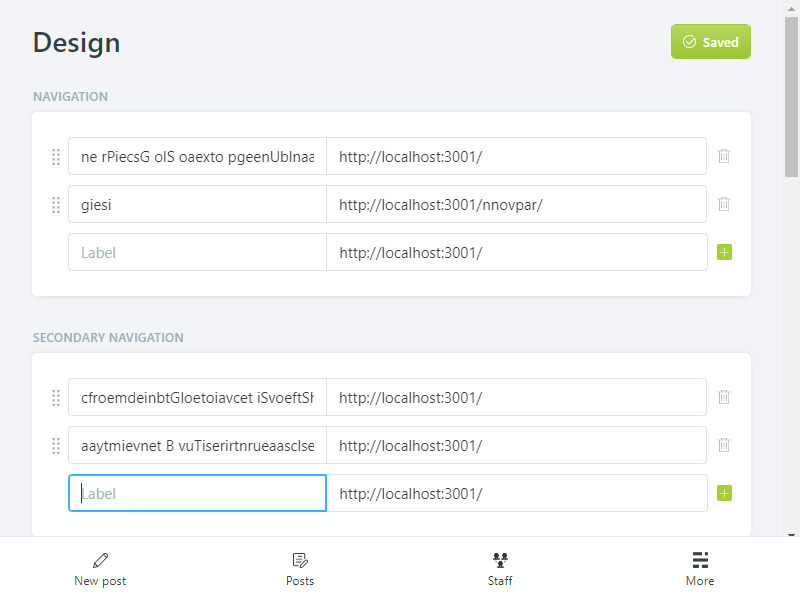 Design
Saved
NAVIGATION
ne rPiecsG oIS oaexto pgeenUblnaa
http://localhost:3001/
giesi
http://localhost:3001/nnovpar/
Label
http://localhost:3001/
SECONDARY NAVIGATION
cfroemdeinbtGloetoiavcet iSvoeftSh
http://localhost:3001/
aaytmievnet B vuTiserirtnrueaasclse
http://localhost:3001/
Label
http://localhost:3001/
New post
Posts
Staff
More